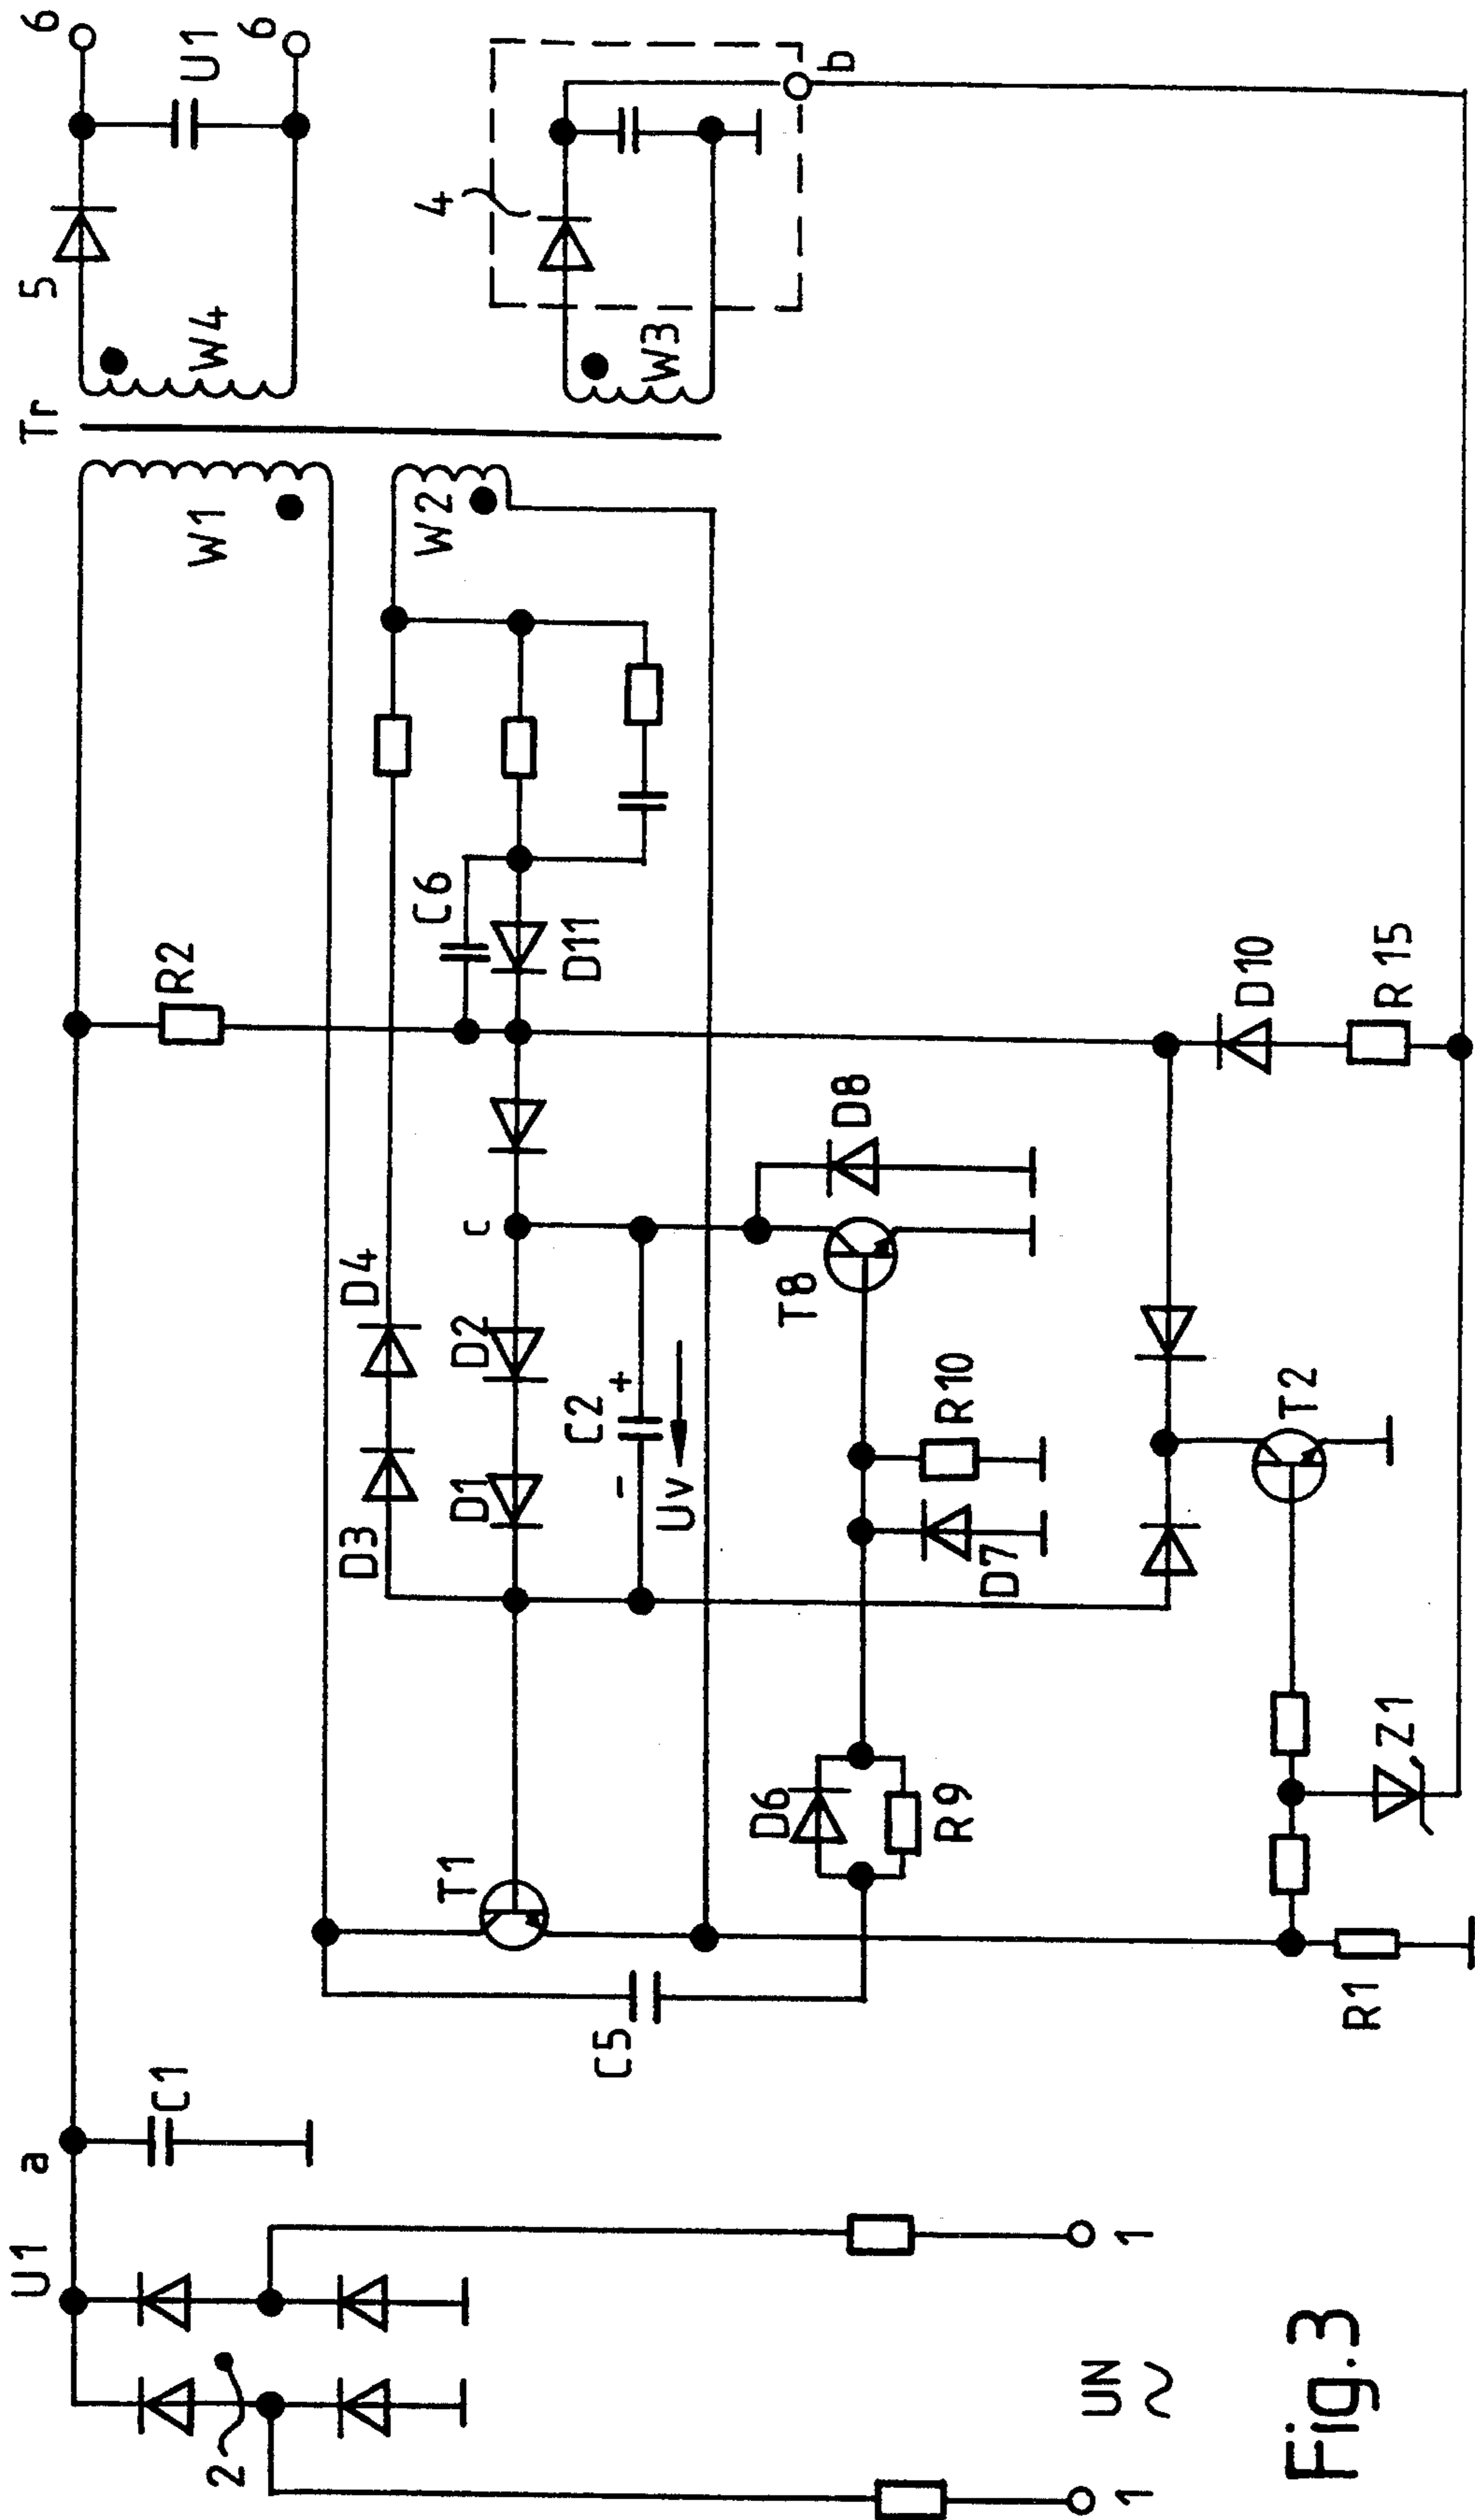 U1
a
Tr
5
6
R2
C1
W1
W4
U1
6
2
D3
D4
C6
W2
4
T1
D1
D2
c
D11
C5
C2
-
+
Uv
W3
D6
T8
D8
b
R9
D7
R10
UN
~
1
1
R1
Z1
T2
D10
R15
Fig.3